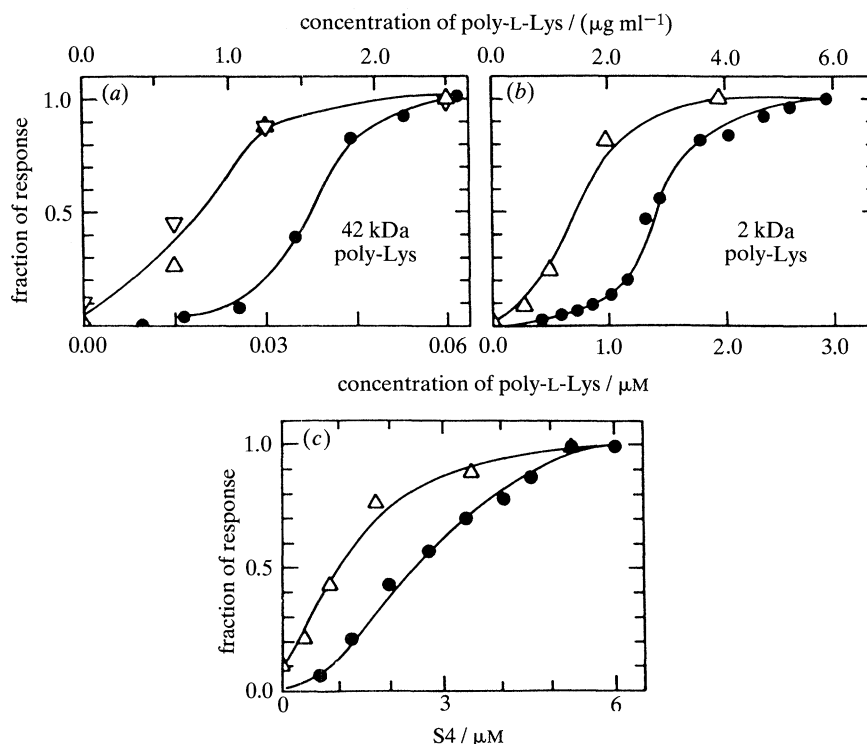 concentration of poly-L-Lys / (μg ml⁻¹)
0.0 1.0 2.0 0.0 2.0 4.0 6.0
(a) (b)
1.0
0.5
fraction of response
42 kDa
poly-Lys
2 kDa
poly-Lys
0.00 0.03 0.06 0.0 1.0 2.0 3.0
concentration of poly-L-Lys / μM
(c)
1.0
0.5
0.0
fraction of response
0 3 6
S4 / μM